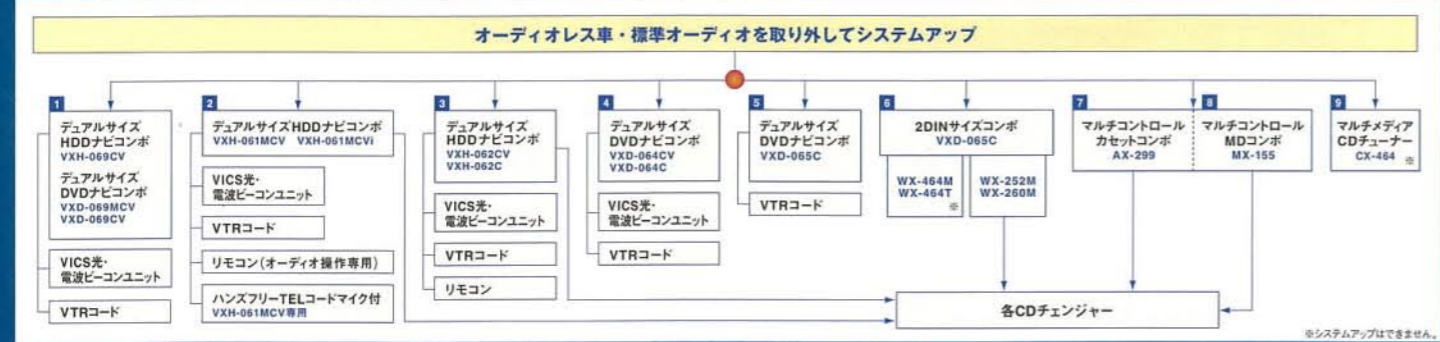 オーディオレス車・標準オーディオを取り外してシステムアップ
1
デュアルサイズ
HDDナビコンボ
VXH-069CV
デュアルサイズ
DVDナビコンボ
VXD-069MCV
VXD-069CV
VICS光・
電波ビーコンユニット
VTRコード
2
デュアルサイズHDDナビコンボ
VXH-061MCV VXH-061MCVi
VICS光・
電波ビーコンユニット
VTRコード
リモコン(オーディオ操作専用)
ハンズフリーTELコードマイク付
VXH-061MCV専用
3
デュアルサイズ
HDDナビコンボ
VXH-062CV
VXH-062C
VICS光・
電波ビーコンユニット
VTRコード
リモコン
4
デュアルサイズ
DVDナビコンボ
VXD-064CV
VXD-064C
VICS光・
電波ビーコンユニット
VTRコード
5
デュアルサイズ
DVDナビコンボ
VXD-065C
VTRコード
6
2DINサイズコンボ
VXD-065C
WX-464M
WX-464T
※
WX-252M
WX-260M
7
マルチコントロール
カセットコンボ
AX-299
8
マルチコントロール
MDコンボ
MX-155
9
マルチメディア
CDチューナー
CX-464
※
各CDチェンジャー
※システムアップはできません。